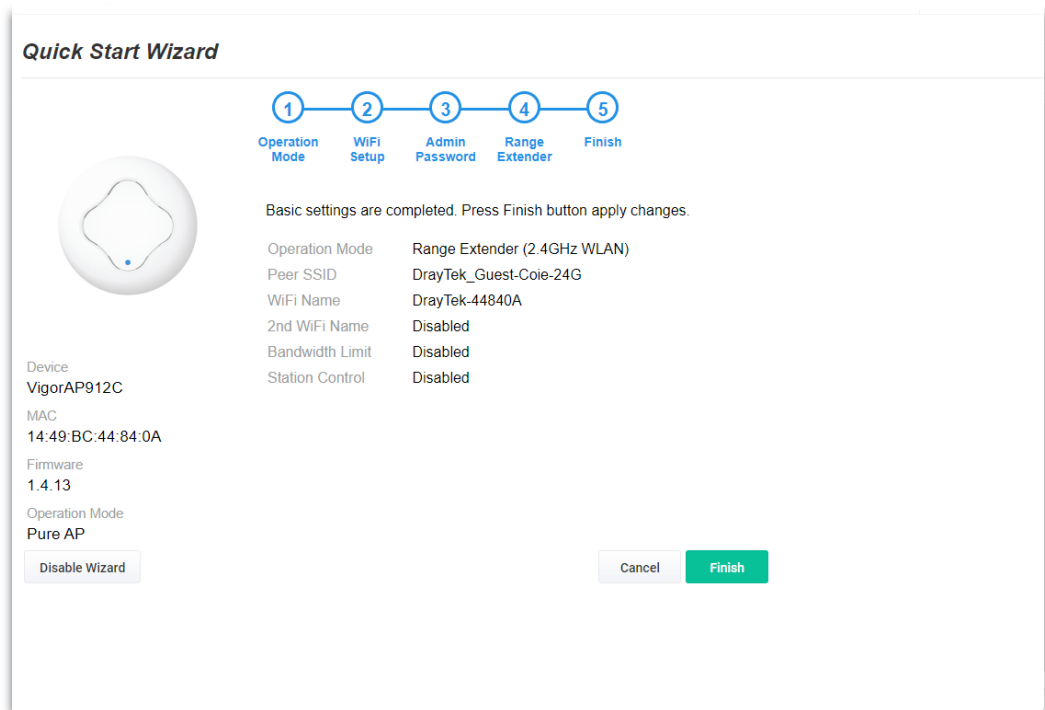 Quick Start Wizard
1 2 3 4 5
Operation Mode
WiFi Setup
Admin Password
Range Extender
Finish
Basic settings are completed. Press Finish button apply changes.
Operation Mode Range Extender (2.4GHz WLAN)
Peer SSID DrayTek_Guest-Coie-24G
WiFi Name DrayTek-44840A
2nd WiFi Name Disabled
Bandwidth Limit Disabled
Station Control Disabled
Device
VigorAP912C
MAC
14:49:BC:44:84:0A
Firmware
1.4.13
Operation Mode
Pure AP
Disable Wizard
Cancel
Finish